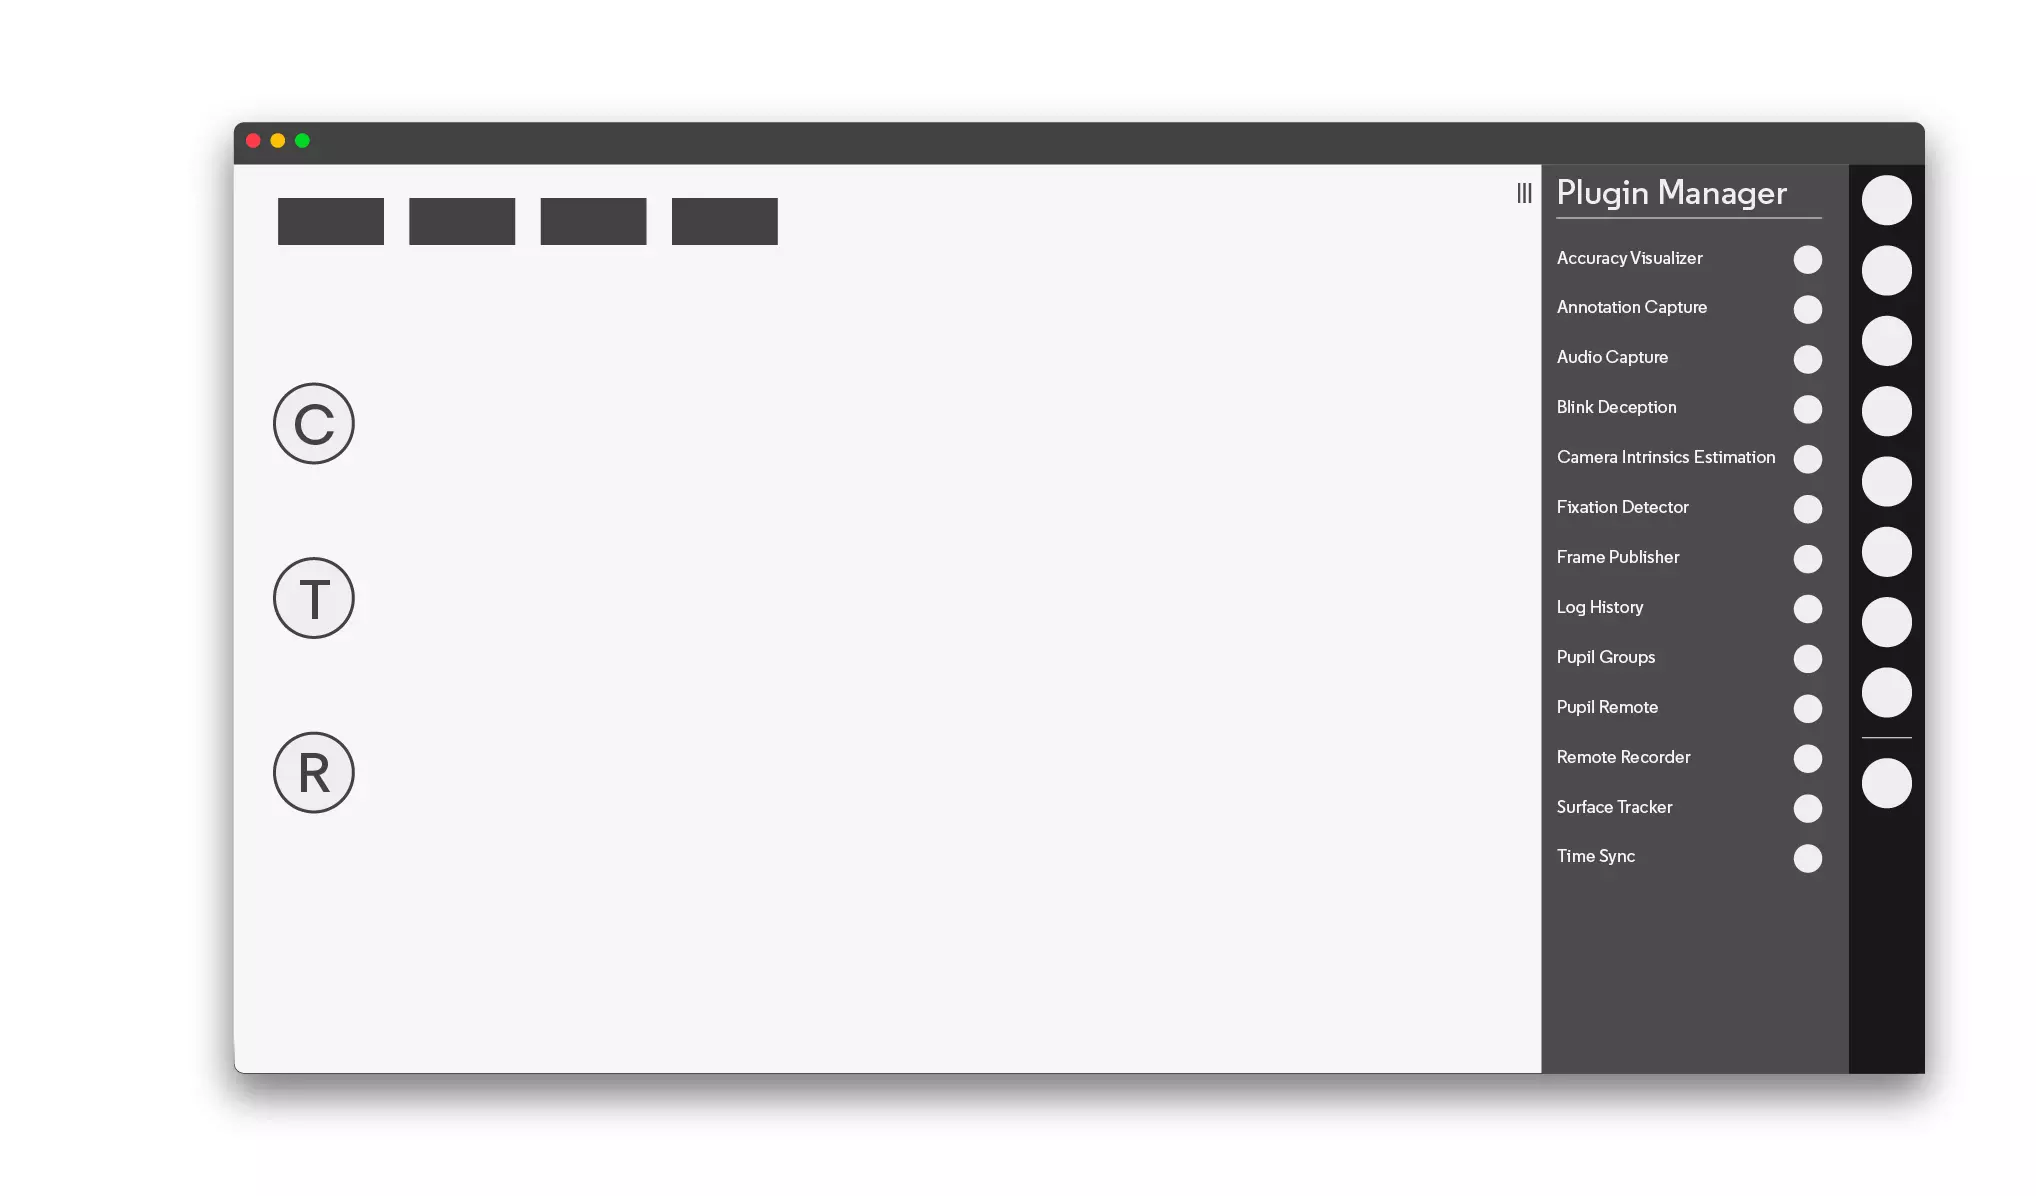 Plugin Manager
Accuracy Visualizer
Annotation Capture
Audio Capture
Blink Deception
Camera Intrinsics Estimation
Fixation Detector
Frame Publisher
Log History
Pupil Groups
Pupil Remote
Remote Recorder
Surface Tracker
Time Sync
C
T
R